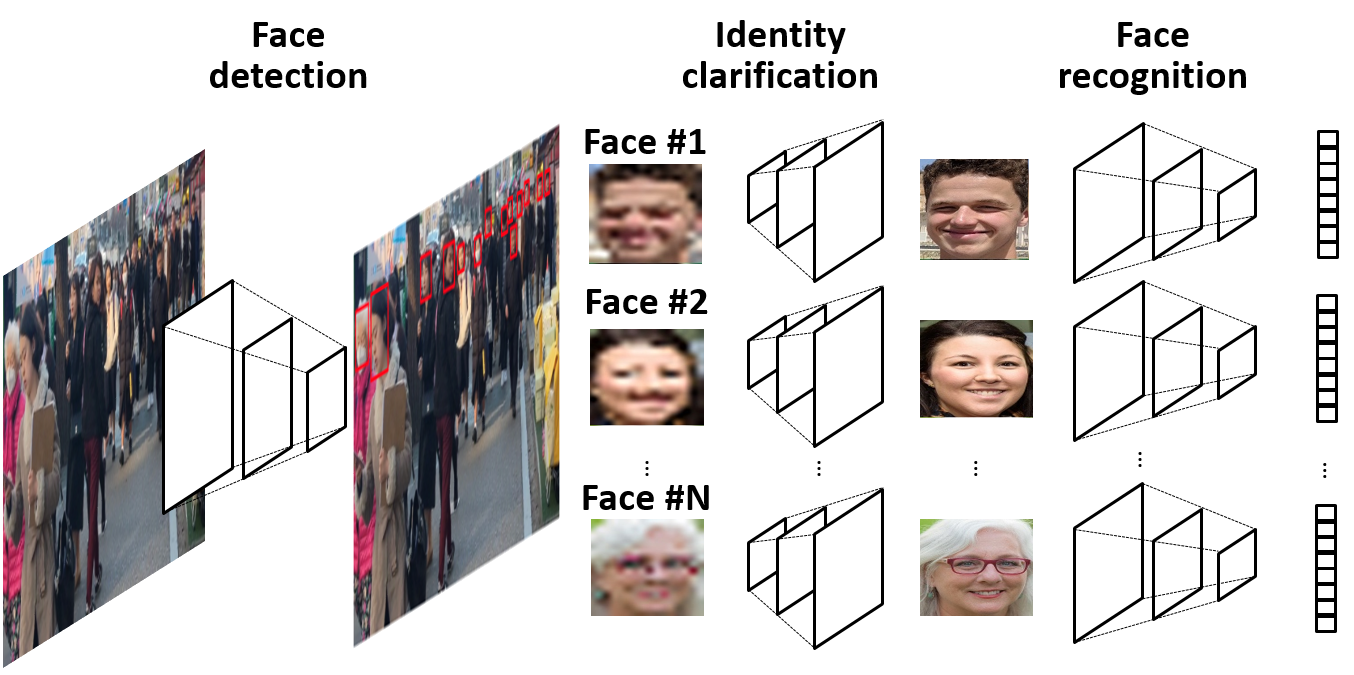 Face
detection
Identity
clarification
Face
recognition
Face #1
Face #2
Face #N